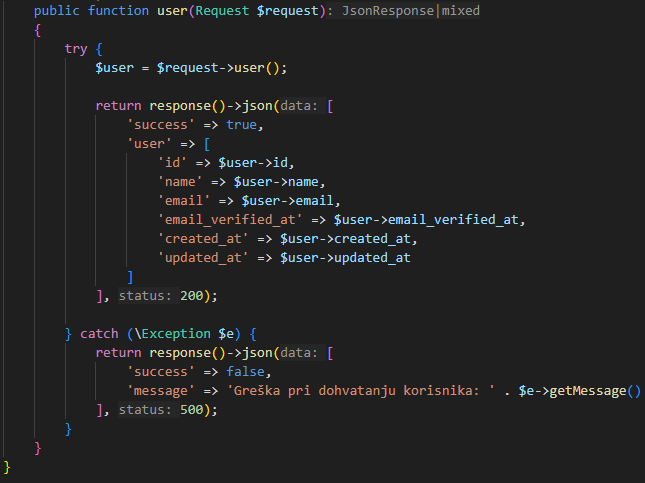 public function user(Request $request): JsonResponse|mixed
{
try {
$user = $request->user();
return response()->json(data: [
'success' => true,
'user' => [
'id' => $user->id,
'name' => $user->name,
'email' => $user->email,
'email_verified_at' => $user->email_verified_at,
'created_at' => $user->created_at,
'updated_at' => $user->updated_at
]
], status: 200);
} catch (\Exception $e) {
return response()->json(data: [
'success' => false,
'message' => 'Greška pri dohvatanju korisnika: ' . $e->getMessage()
], status: 500);
}
}
}